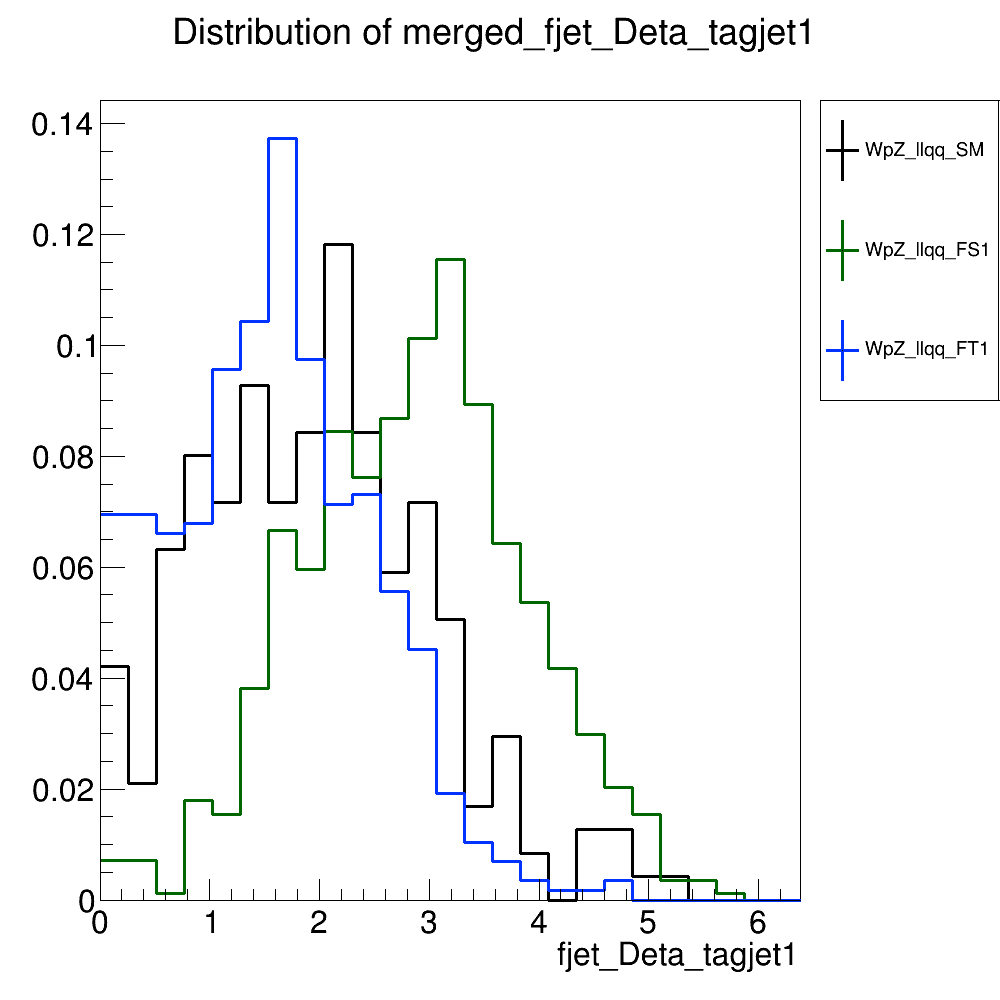 Distribution of merged_fjet_Deta_tagjet1
0.14
0.12
0.1
0.08
0.06
0.04
0.02
0
0 1 2 3 4 5 6
fjet_Deta_tagjet1
WpZ_llqq_SM
WpZ_llqq_FS1
WpZ_llqq_FT1